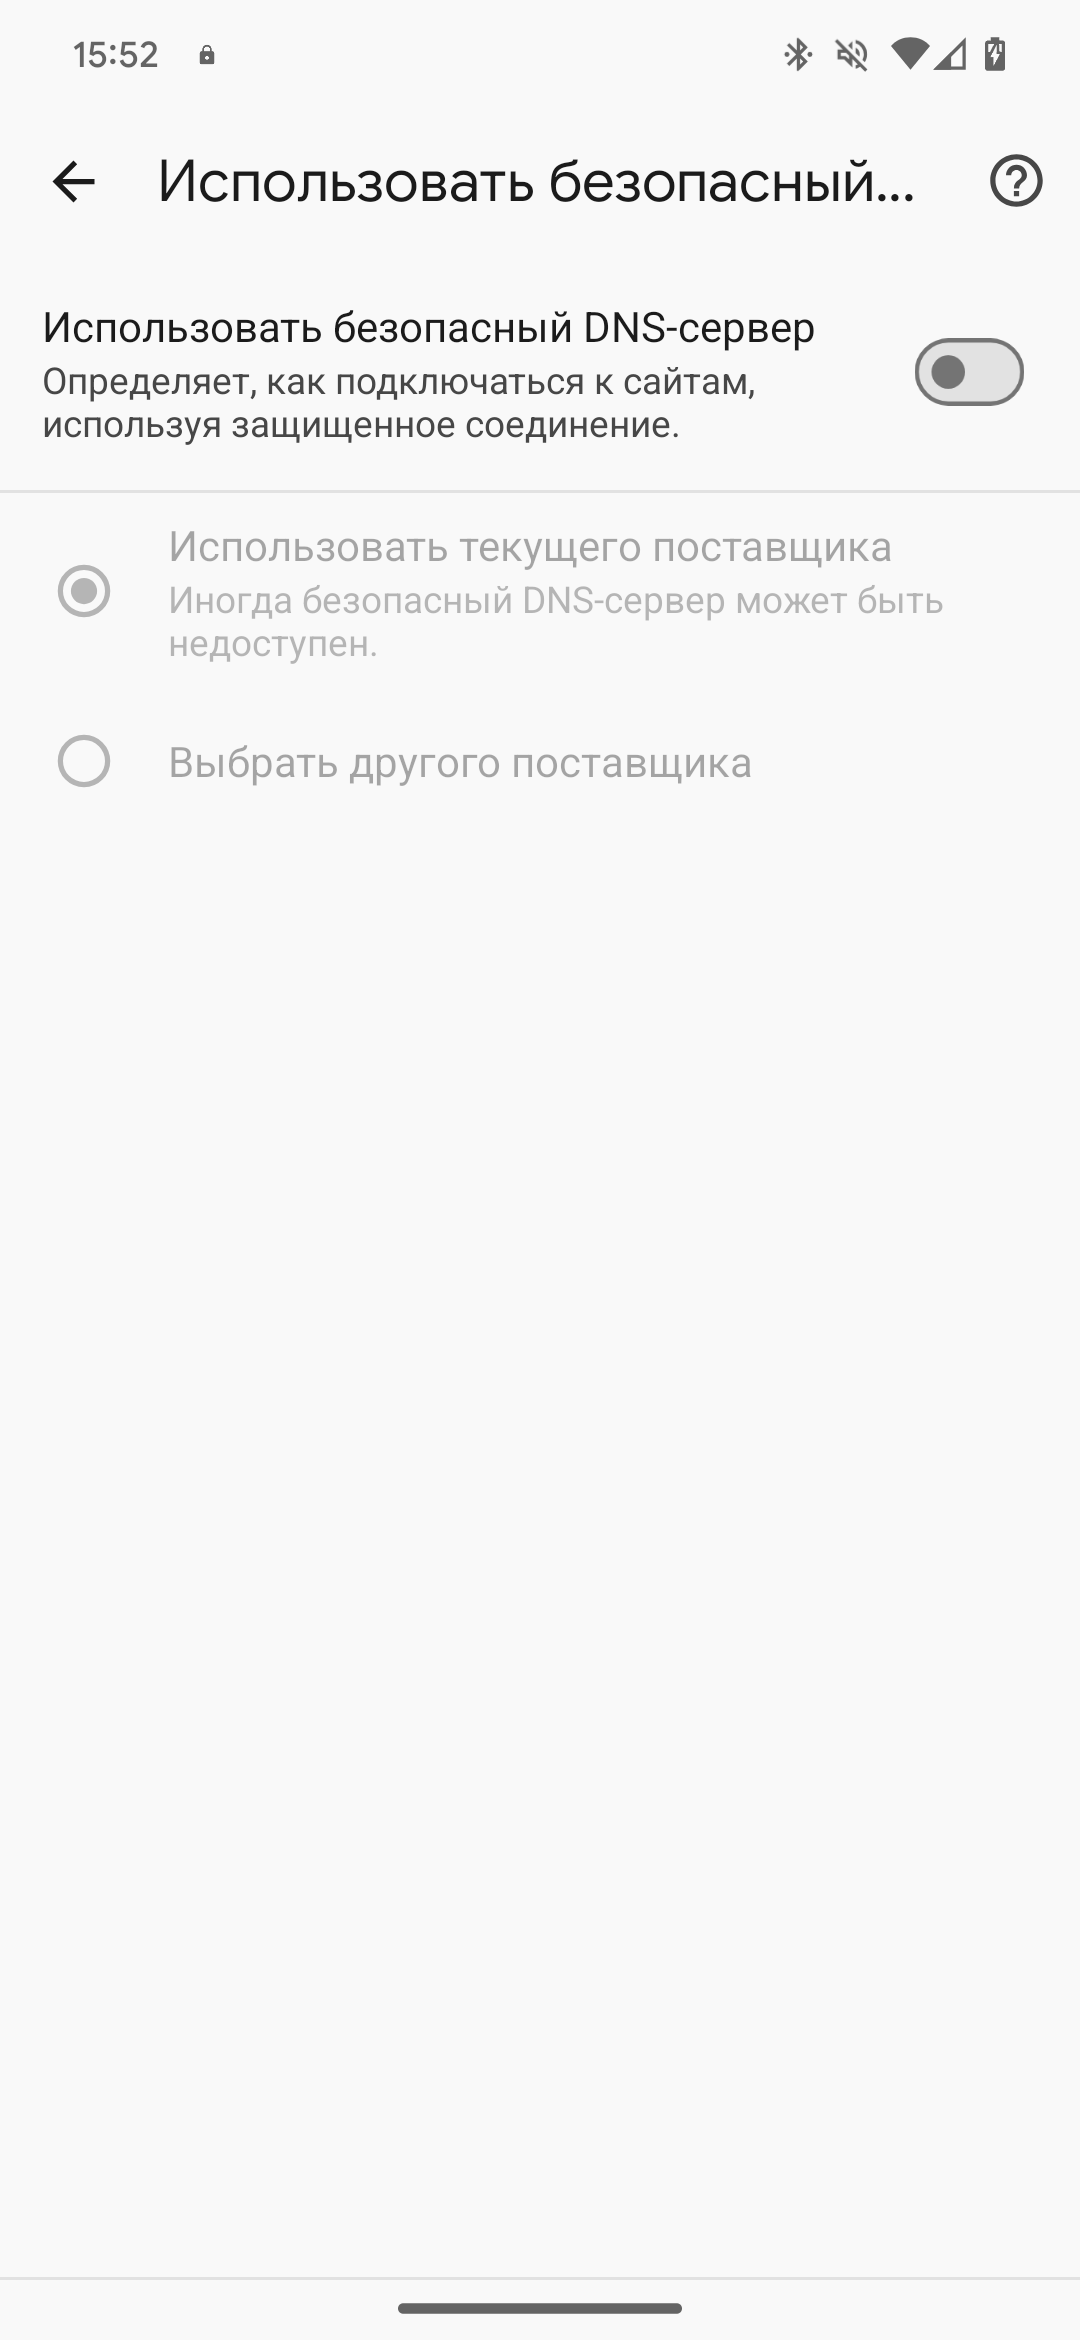 15:52
Использовать безопасный...
Использовать безопасный DNS-сервер
Определяет, как подключаться к сайтам,
используя защищенное соединение.
Использовать текущего поставщика
Иногда безопасный DNS-сервер может быть
недоступен.
Выбрать другого поставщика